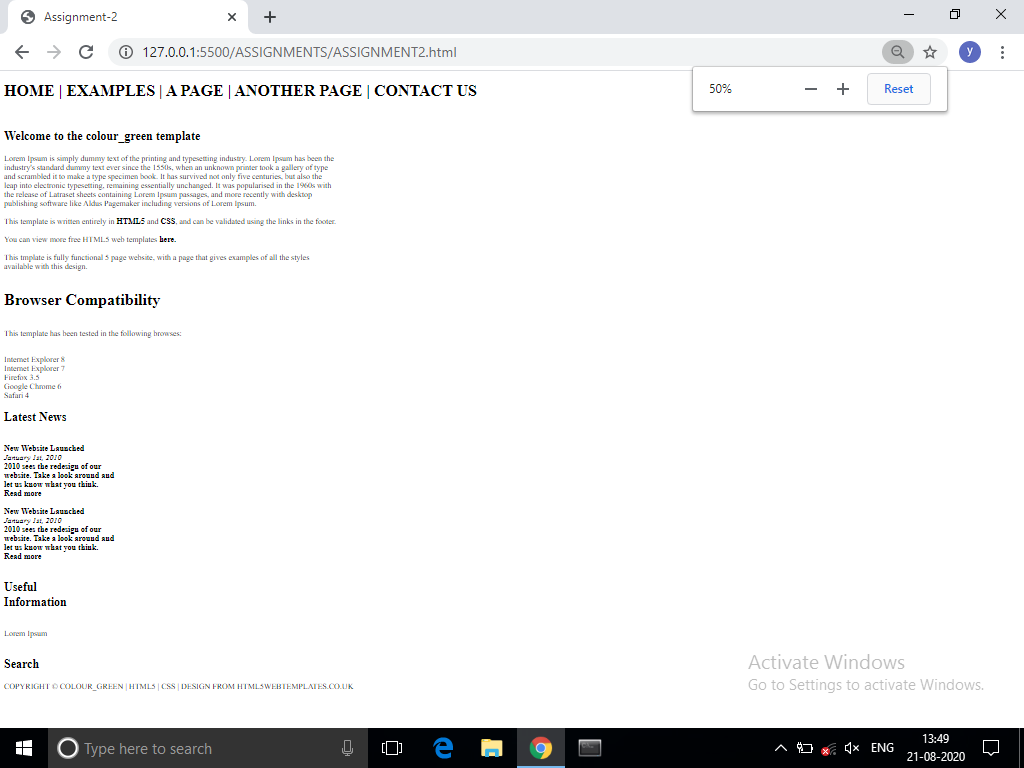 Assignment-2
127.0.0.1:5500/ASSIGNMENTS/ASSIGNMENT2.html
y
50%
Reset
HOME | EXAMPLES | A PAGE | ANOTHER PAGE | CONTACT US
Welcome to the colour_green template
Lorem Ipsum is simply dummy text of the printing and typesetting industry. Lorem Ipsum has been the
industry's standard dummy text ever since the 1550s, when an unknown printer took a gallery of type
and scrambled it to make a type specimen book. It has survived not only five centuries, but also the
leap into electronic typesetting, remaining essentially unchanged. It was popularised in the 1960s with
the release of Latraset sheets containing Lorem Ipsum passages, and more recently with desktop
publishing software like Aldus Pagemaker including versions of Lorem Ipsum.
This template is written entirely in HTML5 and CSS, and can be validated using the links in the footer.
You can view more free HTML5 web templates here.
This tmplate is fully functional 5 page website, with a page that gives examples of all the styles
available with this design.
Browser Compatibility
This template has been tested in the following browses:
Internet Explorer 8
Internet Explorer 7
Firefox 3.5
Google Chrome 6
Safari 4
Latest News
New Website Launched
January 1st, 2010
2010 sees the redesign of our
website. Take a look around and
let us know what you think.
Read more
New Website Launched
January 1st, 2010
2010 sees the redesign of our
website. Take a look around and
let us know what you think.
Read more
Useful
Information
Lorem Ipsum
Search
COPYRIGHT © COLOUR_GREEN | HTML5 | CSS | DESIGN FROM HTML5WEBTEMPLATES.CO.UK
Activate Windows
Go to Settings to activate Windows.
Type here to search
ENG
13:49
21-08-2020